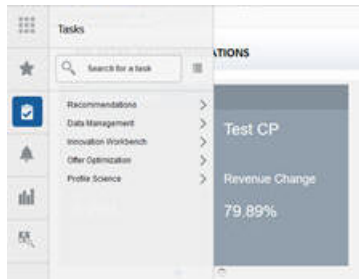 Tasks
ATIONS
Search for a task
Recommendations
Data Management
Innovation Workbench
Offer Optimization
Profile Science
Test CP
Revenue Change
79.89%